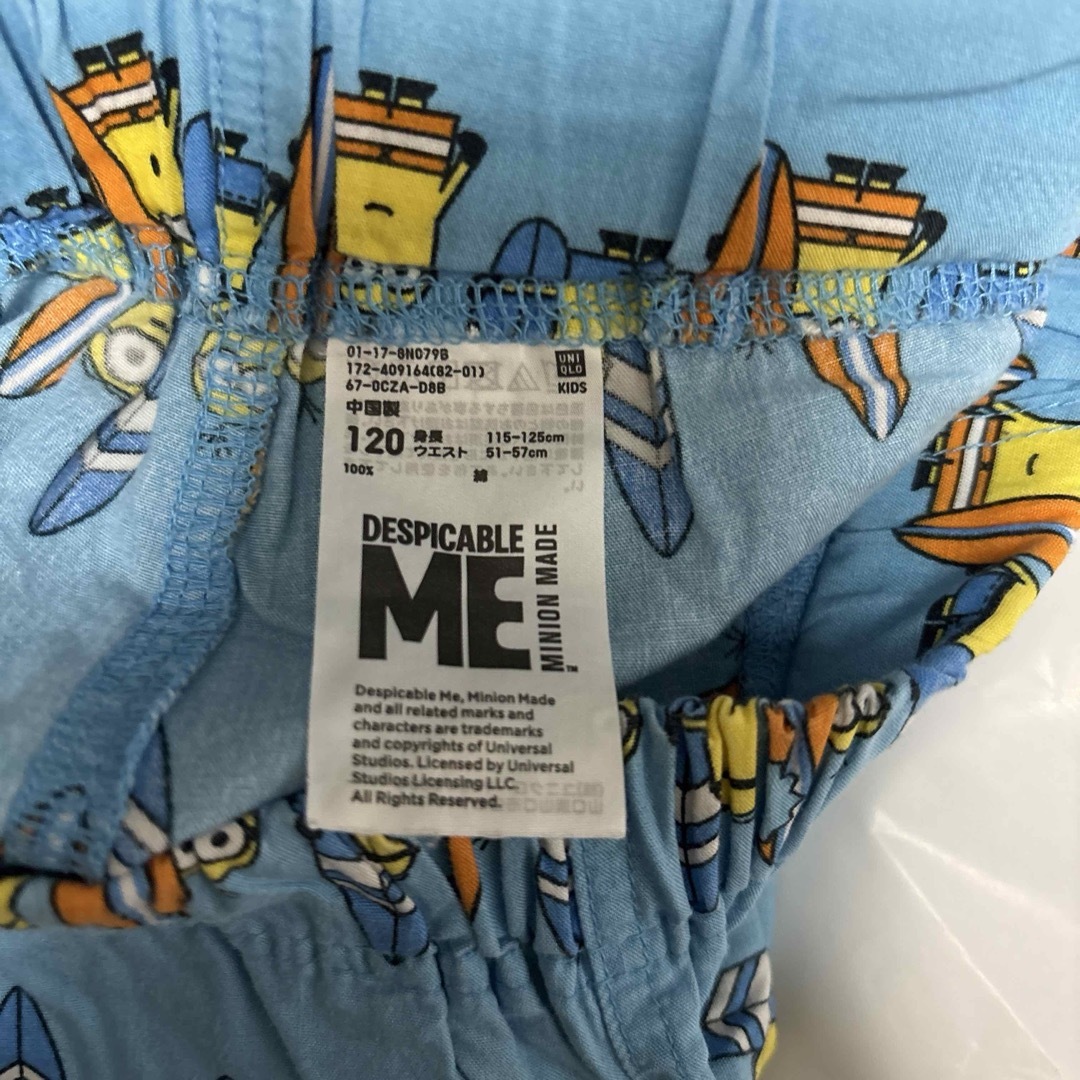 01-17-8N079B
172-409164(82-01)
67-0CZA-D8B
UNI
QLO
KIDS
中国製
120 身長 115-125cm
ウエスト 51-57cm
100% 綿
DESPICABLE
ME
MINION MADE
TM
Despicable Me, Minion Made
and all related marks and
characters are trademarks
and copyrights of Universal
Studios. Licensed by Universal
Studios Licensing LLC.
All Rights Reserved.